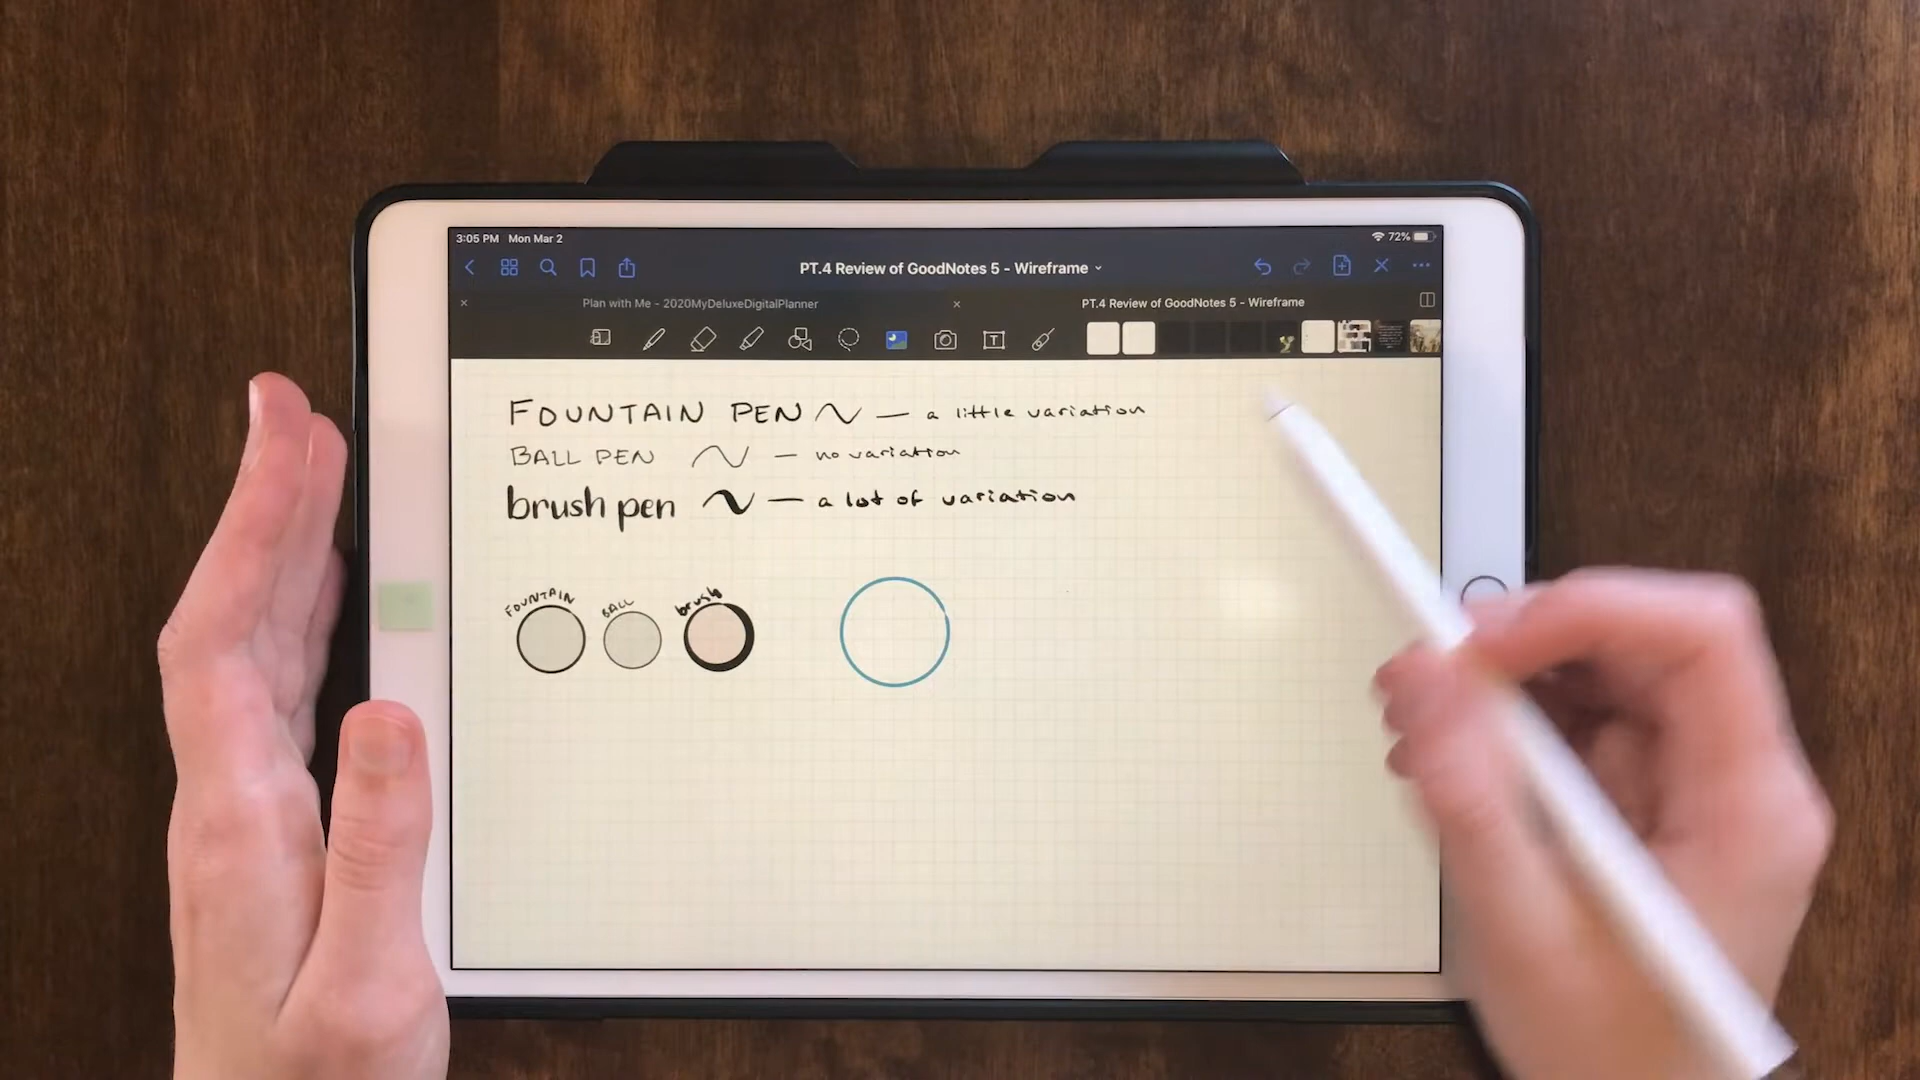 3:05 PM Mon Mar 2 72%
PT.4 Review of GoodNotes 5 - Wireframe
Plan with Me - 2020MyDeluxeDigitalPlanner PT.4 Review of GoodNotes 5 - Wireframe
FOUNTAIN PEN — a little variation
BALL PEN — no variation
brush pen — a lot of variation
FOUNTAIN BALL brush